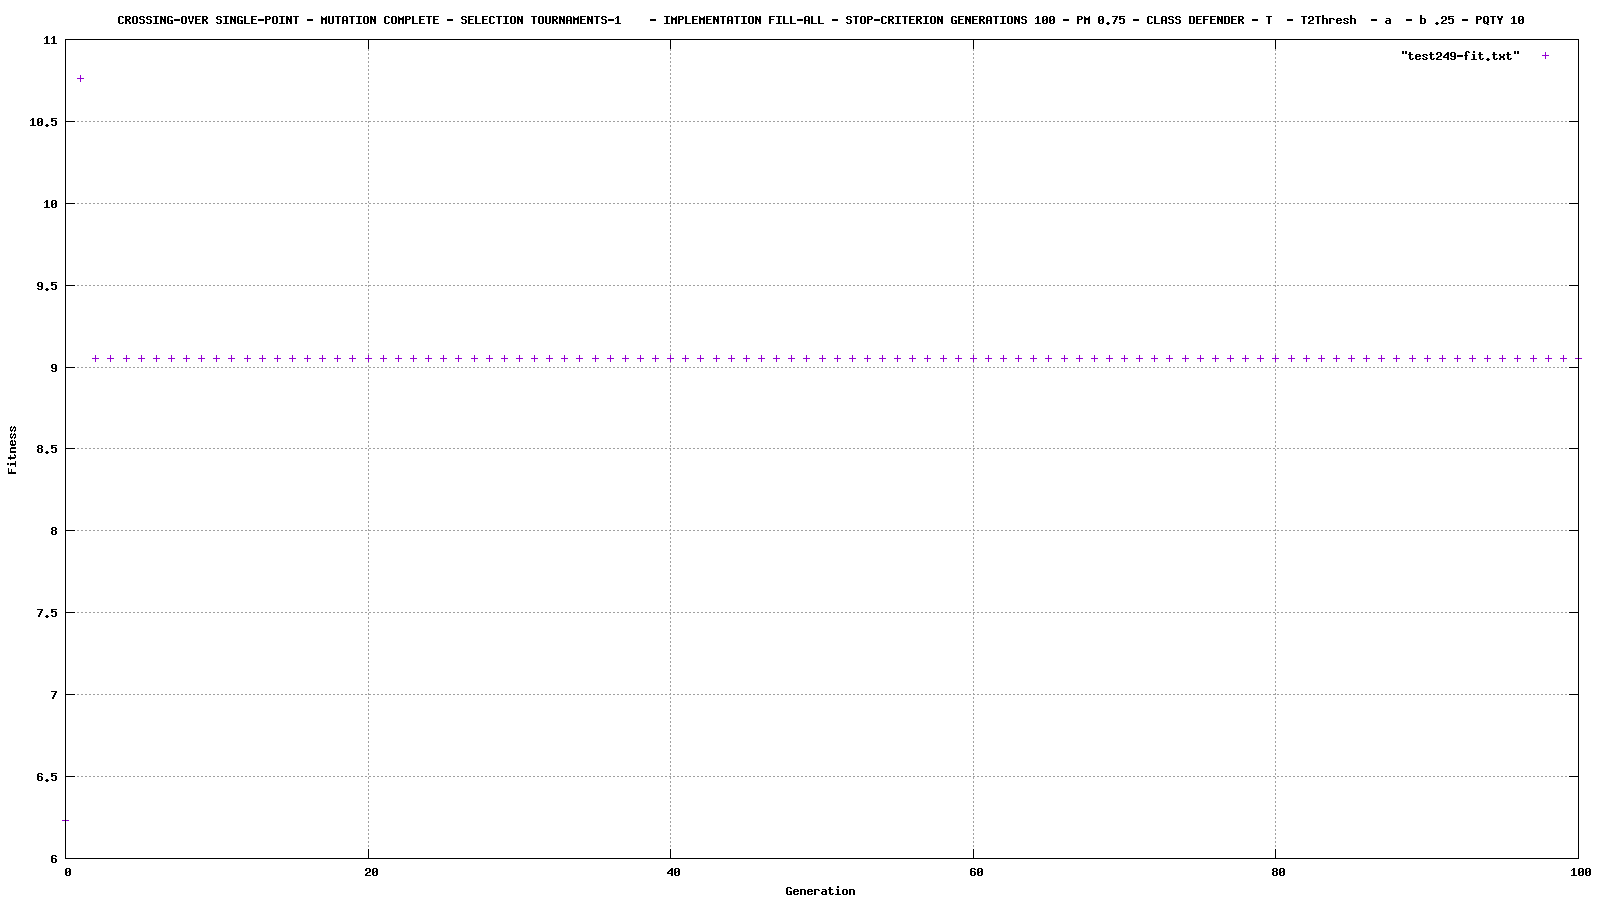 CROSSING-OVER SINGLE-POINT - MUTATION COMPLETE - SELECTION TOURNAMENTS-1    - IMPLEMENTATION FILL-ALL - STOP-CRITERION GENERATIONS 100 - PM 0.75 - CLASS DEFENDER - T  - T2Thresh  - a  - b .25 - PQTY 10
"test249-fit.txt"
11
10.5
10
9.5
9
8.5
8
7.5
7
6.5
6
Fitness
0 20 40 60 80 100
Generation